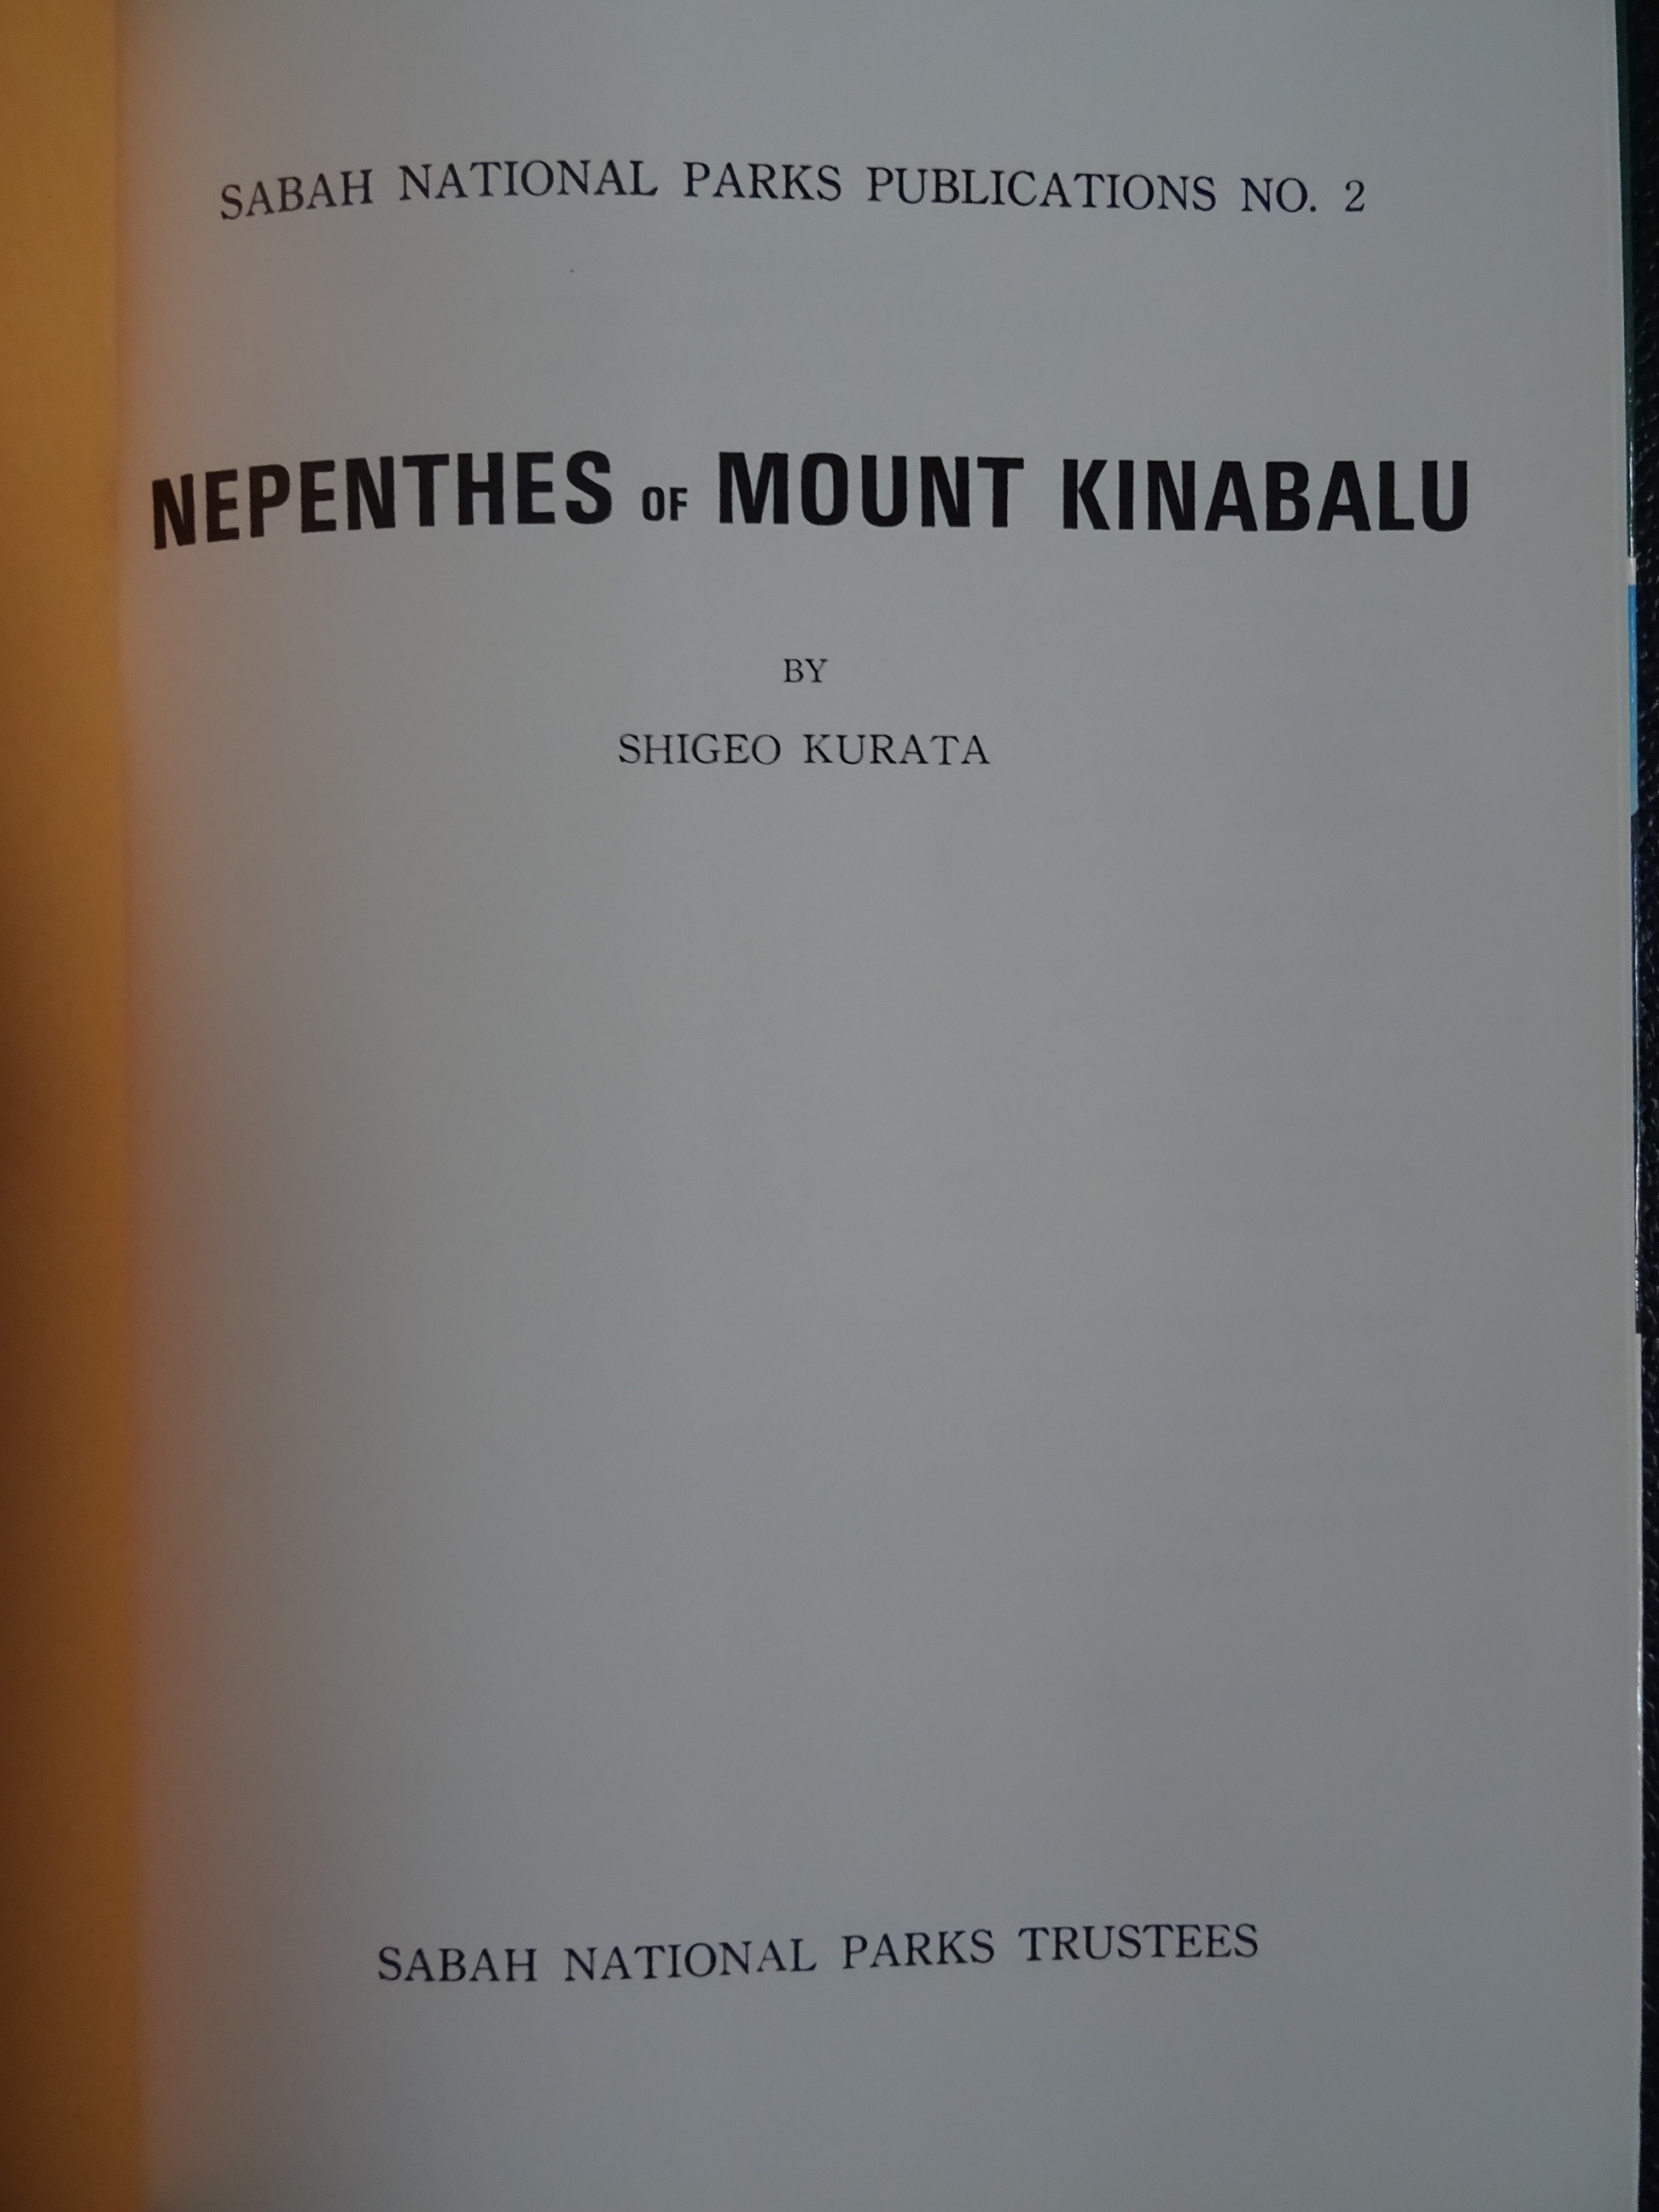 SABAH NATIONAL PARKS PUBLICATIONS NO. 2
NEPENTHES OF MOUNT KINABALU
BY
SHIGEO KURATA
SABAH NATIONAL PARKS TRUSTEES